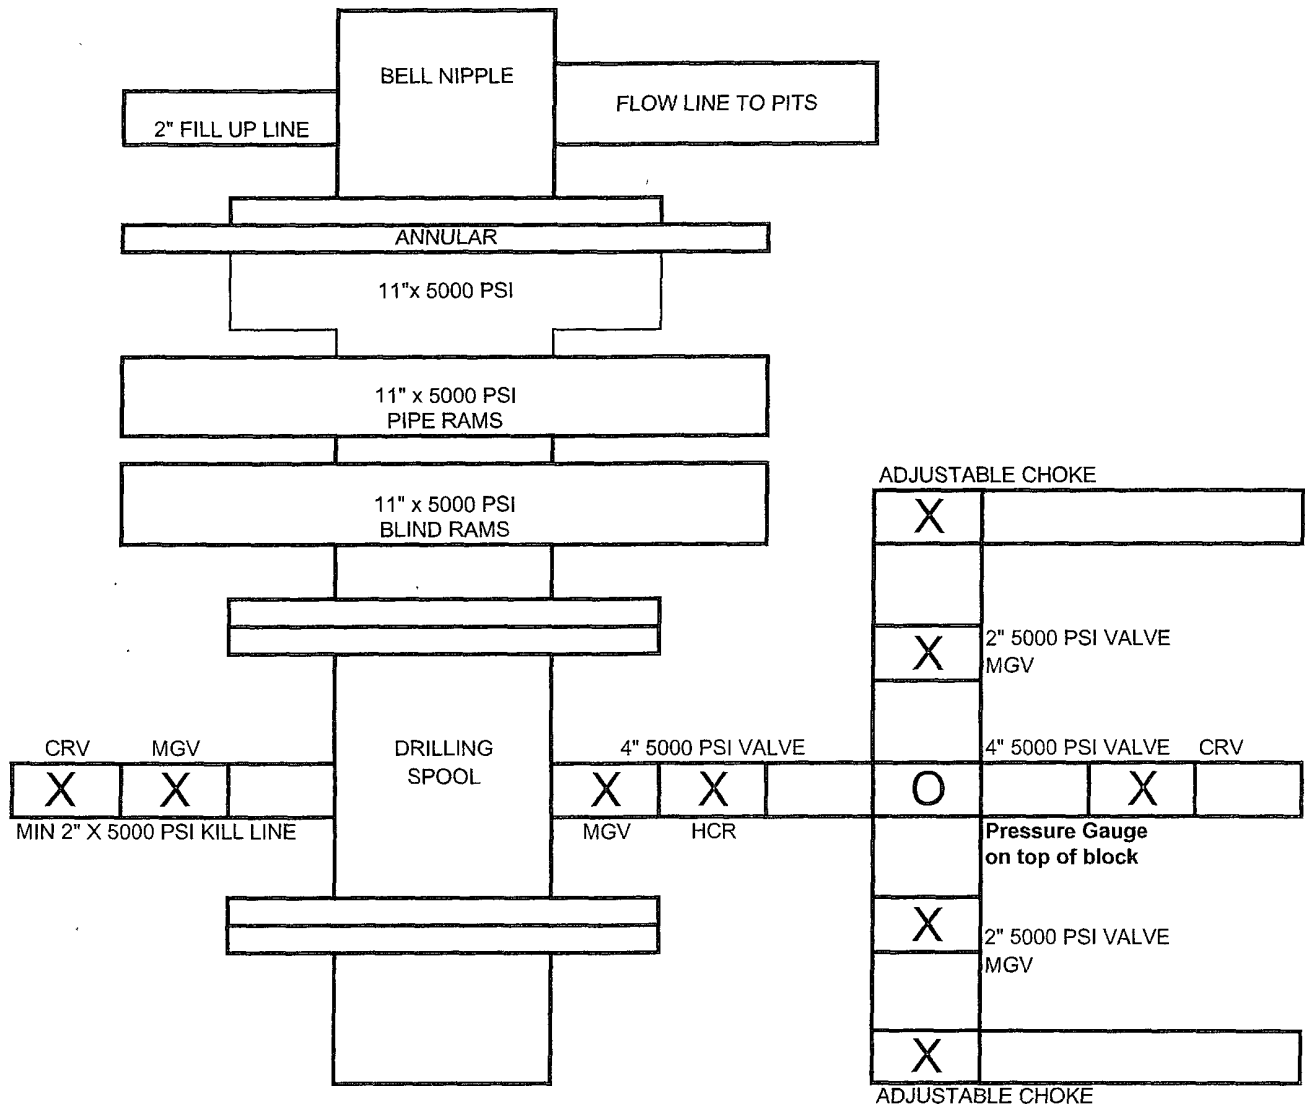 BELL NIPPLE
FLOW LINE TO PITS
2" FILL UP LINE
ANNULAR
11"x 5000 PSI
11" x 5000 PSI
PIPE RAMS
11" x 5000 PSI
BLIND RAMS
ADJUSTABLE CHOKE
X
X
2" 5000 PSI VALVE
MGV
CRV
MGV
DRILLING
SPOOL
4" 5000 PSI VALVE
4" 5000 PSI VALVE
CRV
X
X
X
X
O
X
MIN 2" X 5000 PSI KILL LINE
MGV
HCR
Pressure Gauge
on top of block
X
2" 5000 PSI VALVE
MGV
X
ADJUSTABLE CHOKE